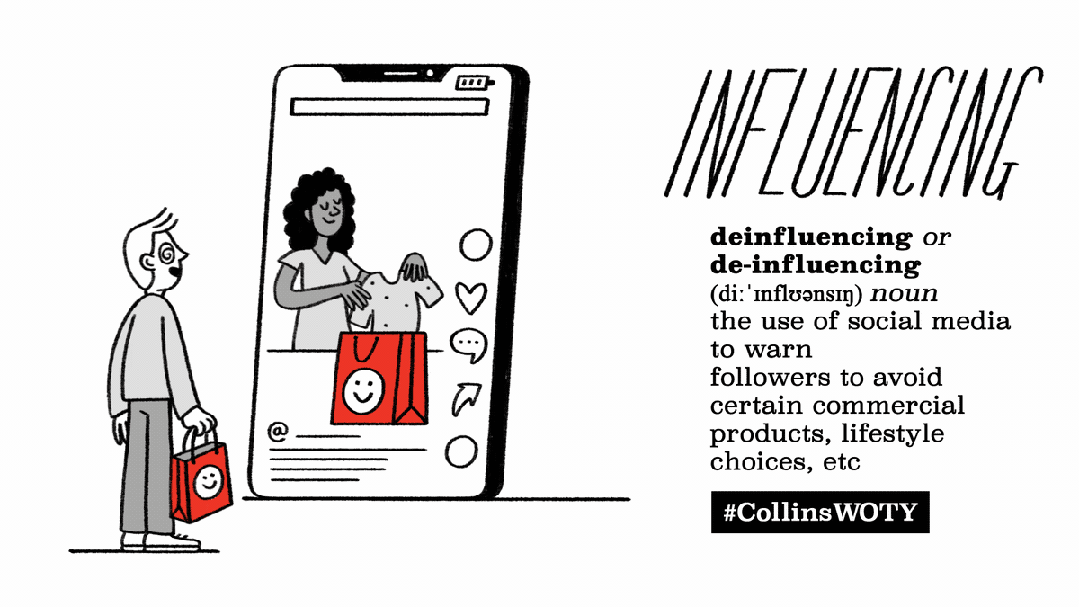 INFLUENCING
deinfluencing or
de-influencing
(diːˈɪnflʊənsɪŋ) noun
the use of social media
to warn
followers to avoid
certain commercial
products, lifestyle
choices, etc
#CollinsWOTY
@